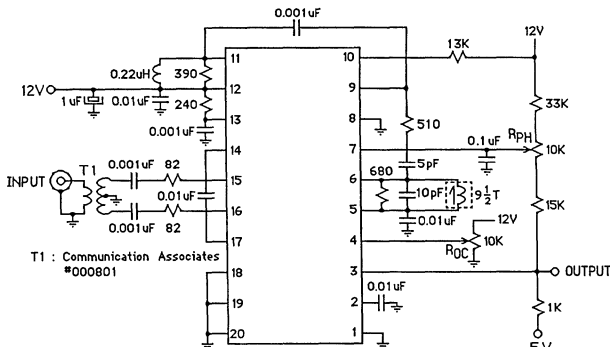 0.001uF
13K
12V
0.22uH
390
11
10
12V
1uF
0.01uF
240
12
9
33K
0.001uF
13
8
510
14
7
0.1uF
RPH
10K
INPUT
T1
0.001uF
82
15
0.01uF
5pF
6
680
10pF
9 1/2 T
0.001uF
82
16
5
0.01uF
15K
T1 : Communication Associates
#000801
17
4
12V
ROC
10K
18
3
OUTPUT
19
2
0.01uF
1K
20
1